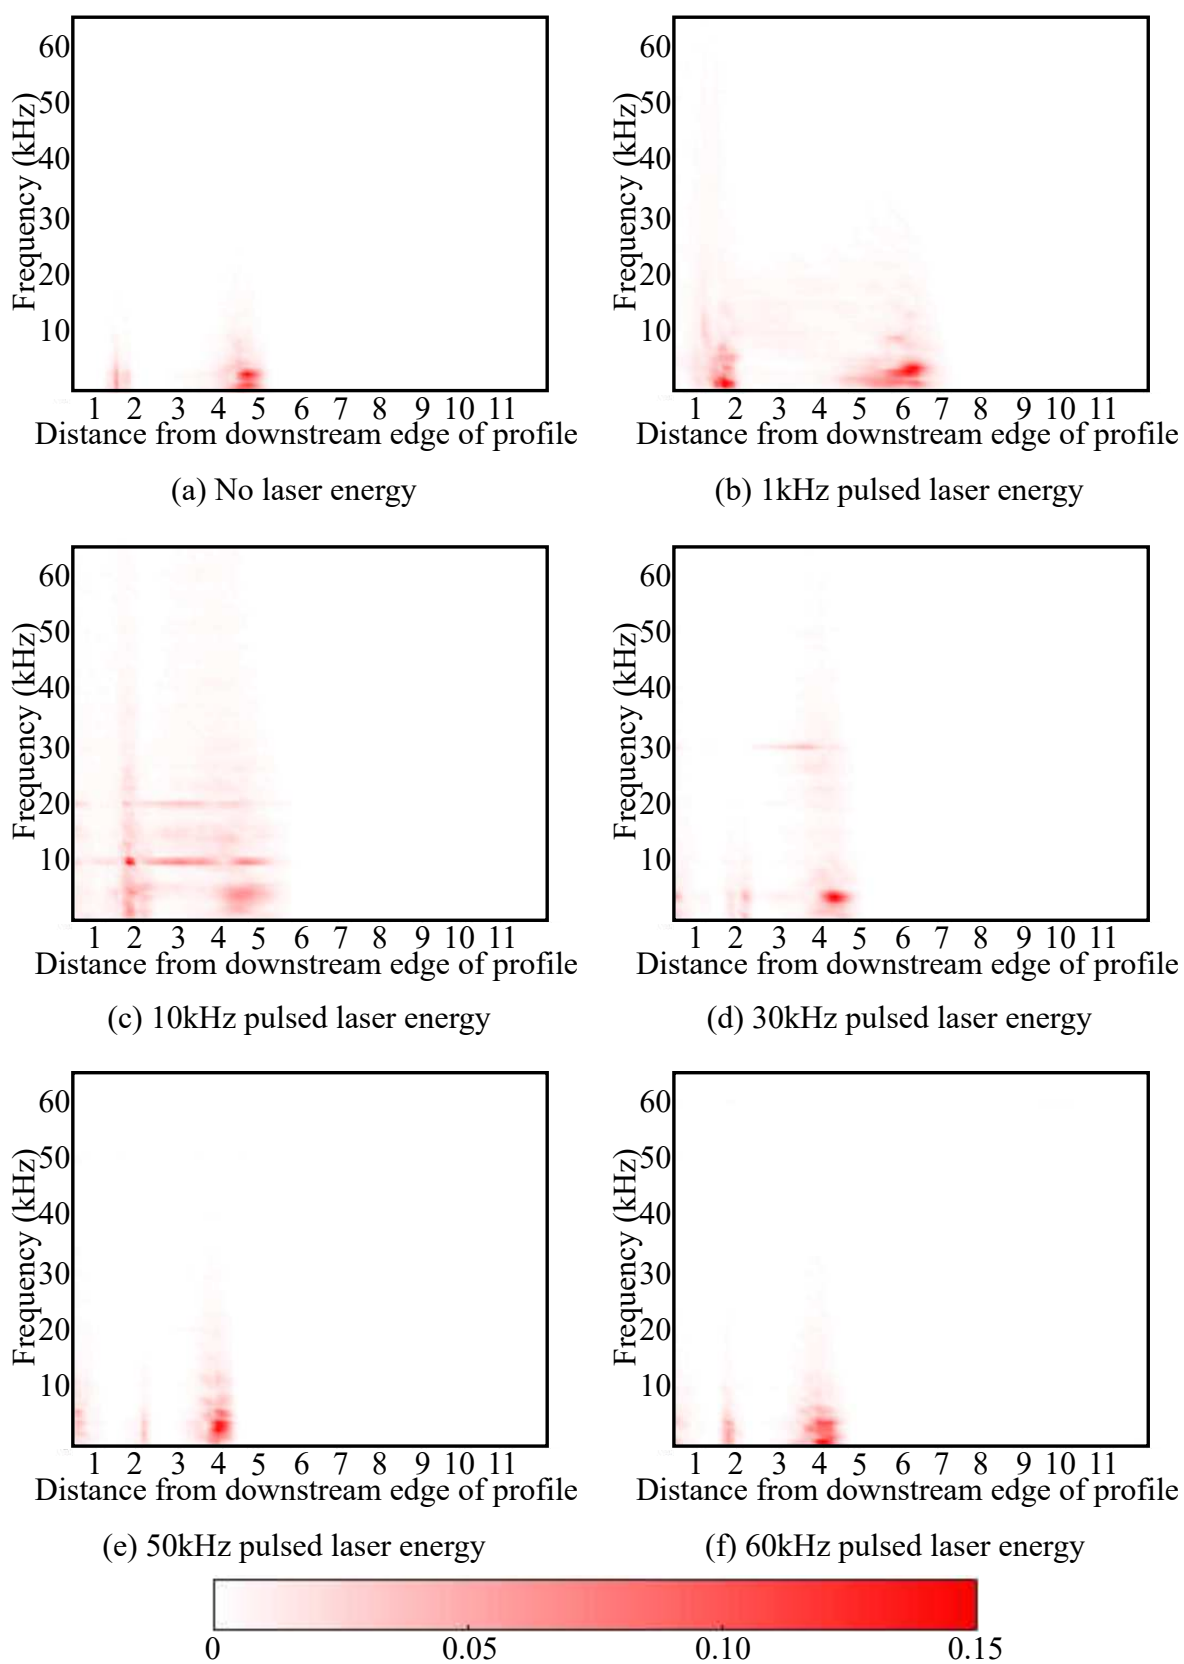 60
50
40
30
20
10
Frequency (kHz)
1 2 3 4 5 6 7 8 9 10 11
Distance from downstream edge of profile
(a) No laser energy
60
50
40
30
20
10
Frequency (kHz)
1 2 3 4 5 6 7 8 9 10 11
Distance from downstream edge of profile
(b) 1kHz pulsed laser energy
60
50
40
30
20
10
Frequency (kHz)
1 2 3 4 5 6 7 8 9 10 11
Distance from downstream edge of profile
(c) 10kHz pulsed laser energy
60
50
40
30
20
10
Frequency (kHz)
1 2 3 4 5 6 7 8 9 10 11
Distance from downstream edge of profile
(d) 30kHz pulsed laser energy
60
50
40
30
20
10
Frequency (kHz)
1 2 3 4 5 6 7 8 9 10 11
Distance from downstream edge of profile
(e) 50kHz pulsed laser energy
60
50
40
30
20
10
Frequency (kHz)
1 2 3 4 5 6 7 8 9 10 11
Distance from downstream edge of profile
(f) 60kHz pulsed laser energy
0 0.05 0.10 0.15